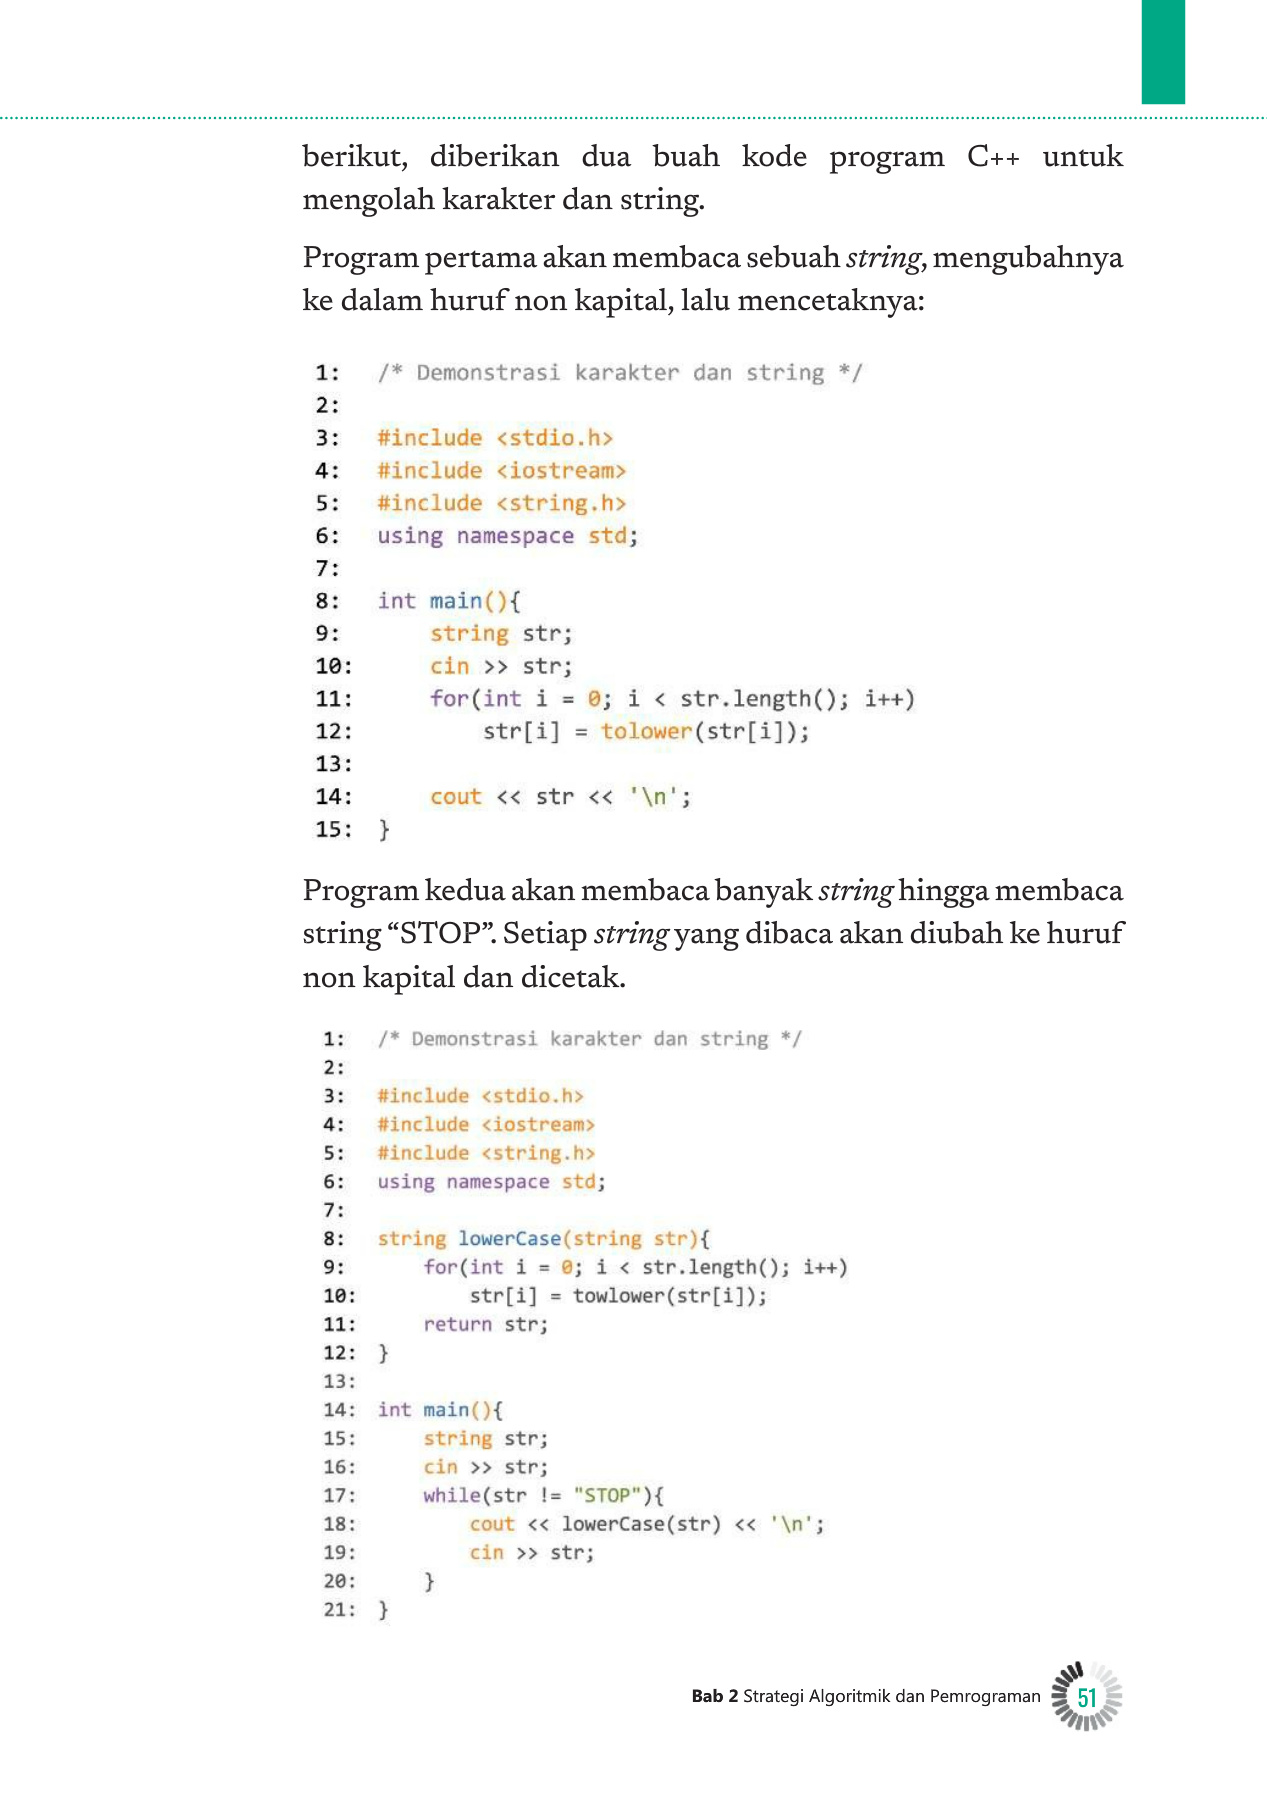 berikut, diberikan dua buah kode program C++ untuk
mengolah karakter dan string.
Program pertama akan membaca sebuah string, mengubahnya
ke dalam huruf non kapital, lalu mencetaknya:
1: /* Demonstrasi karakter dan string */
2:
3: #include <stdio.h>
4: #include <iostream>
5: #include <string.h>
6: using namespace std;
7:
8: int main(){
9:     string str;
10:     cin >> str;
11:     for(int i = 0; i < str.length(); i++)
12:         str[i] = tolower(str[i]);
13:
14:     cout << str << '\n';
15: }
Program kedua akan membaca banyak string hingga membaca
string “STOP”. Setiap string yang dibaca akan diubah ke huruf
non kapital dan dicetak.
1: /* Demonstrasi karakter dan string */
2:
3: #include <stdio.h>
4: #include <iostream>
5: #include <string.h>
6: using namespace std;
7:
8: string lowerCase(string str){
9:     for(int i = 0; i < str.length(); i++)
10:         str[i] = towlower(str[i]);
11:     return str;
12: }
13:
14: int main(){
15:     string str;
16:     cin >> str;
17:     while(str != "STOP"){
18:         cout << lowerCase(str) << '\n';
19:         cin >> str;
20:     }
21: }
Bab 2 Strategi Algoritmik dan Pemrograman 51